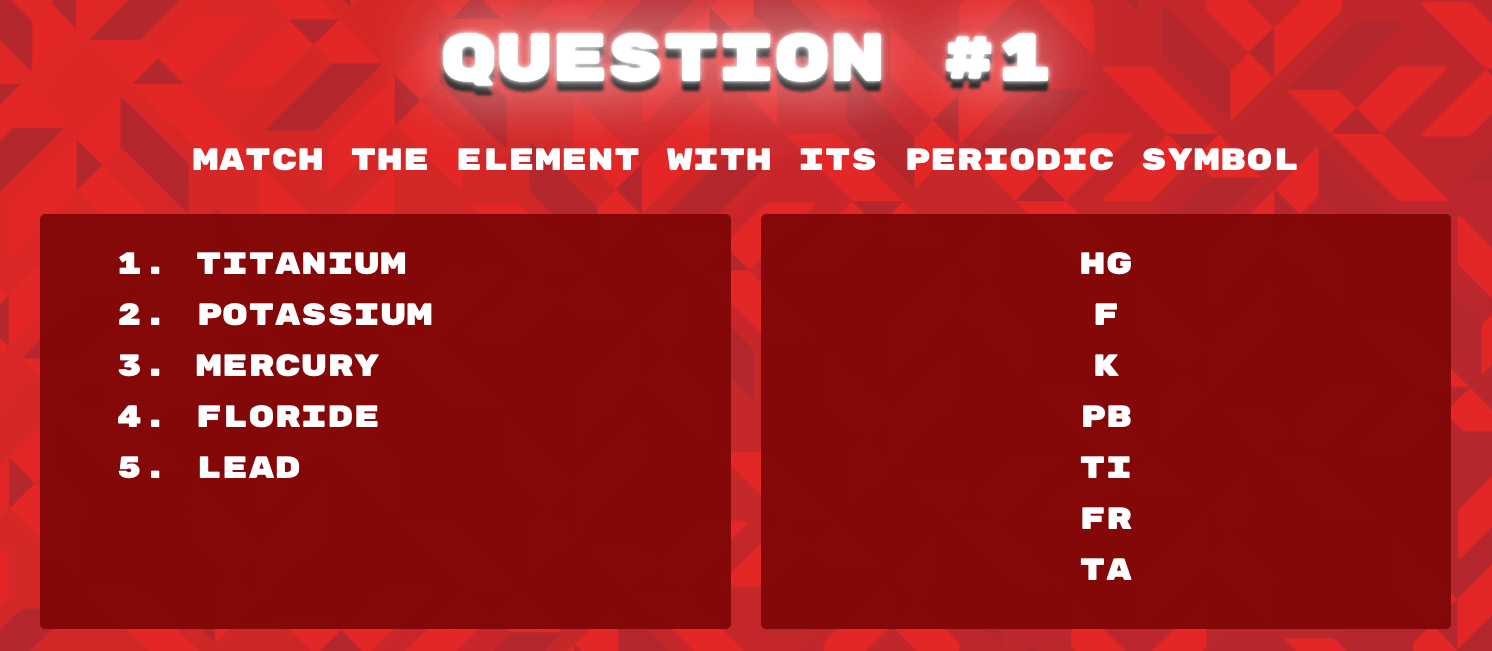 QUESTION #1
MATCH THE ELEMENT WITH ITS PERIODIC SYMBOL
1. TITANIUM
2. POTASSIUM
3. MERCURY
4. FLORIDE
5. LEAD
HG
F
K
PB
TI
FR
TA